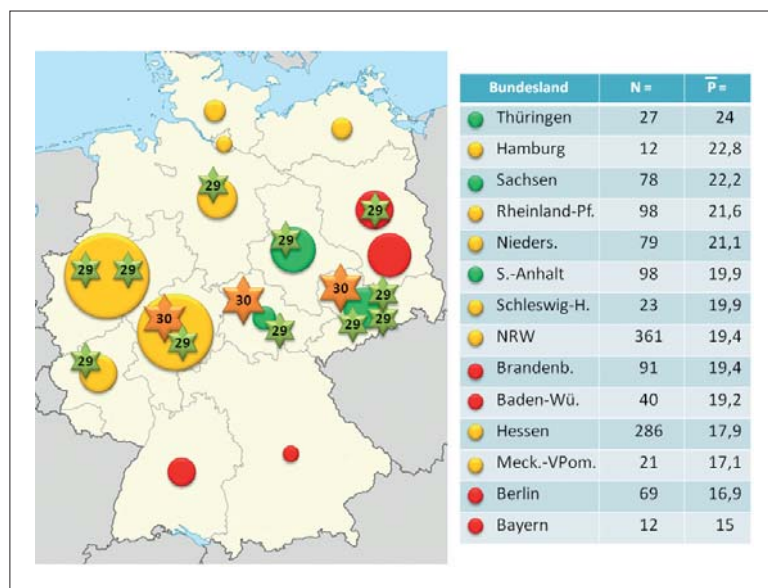 29
29
29
29
29
30
30
29
30
29
29
29
29
29
Bundesland N = P̅ =
Thüringen 27 24
Hamburg 12 22,8
Sachsen 78 22,2
Rheinland-Pf. 98 21,6
Nieders. 79 21,1
S.-Anhalt 98 19,9
Schleswig-H. 23 19,9
NRW 361 19,4
Brandenb. 91 19,4
Baden-Wü. 40 19,2
Hessen 286 17,9
Meck.-VPom. 21 17,1
Berlin 69 16,9
Bayern 12 15